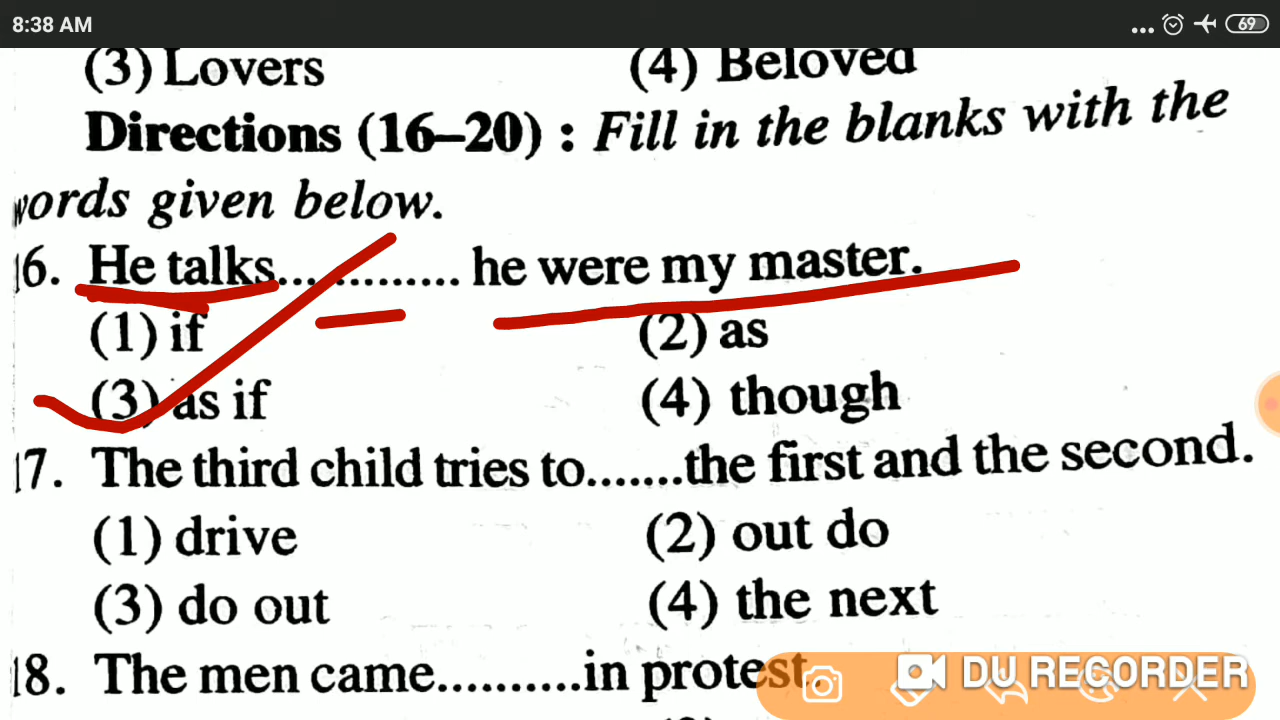 8:38 AM ... 69
(3) Lovers (4) Beloved
Directions (16–20) : Fill in the blanks with the
words given below.
16. He talks............. he were my master.
(1) if (2) as
(3) as if (4) though
17. The third child tries to.......the first and the second.
(1) drive (2) out do
(3) do out (4) the next
18. The men came..........in protest.
DU RECORDER